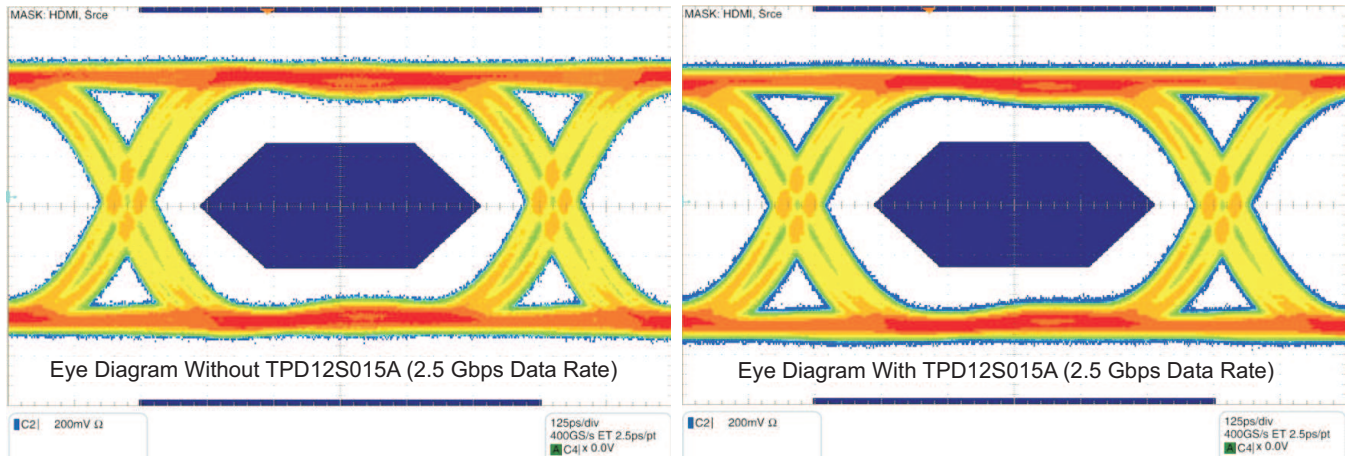 MASK: HDMI, Srce
Eye Diagram Without TPD12S015A (2.5 Gbps Data Rate)
C2| 200mV Ω
125ps/div
400GS/s ET 2.5ps/pt
A C4| x 0.0V
MASK: HDMI, Srce
Eye Diagram With TPD12S015A (2.5 Gbps Data Rate)
C2| 200mV Ω
125ps/div
400GS/s ET 2.5ps/pt
A C4| x 0.0V